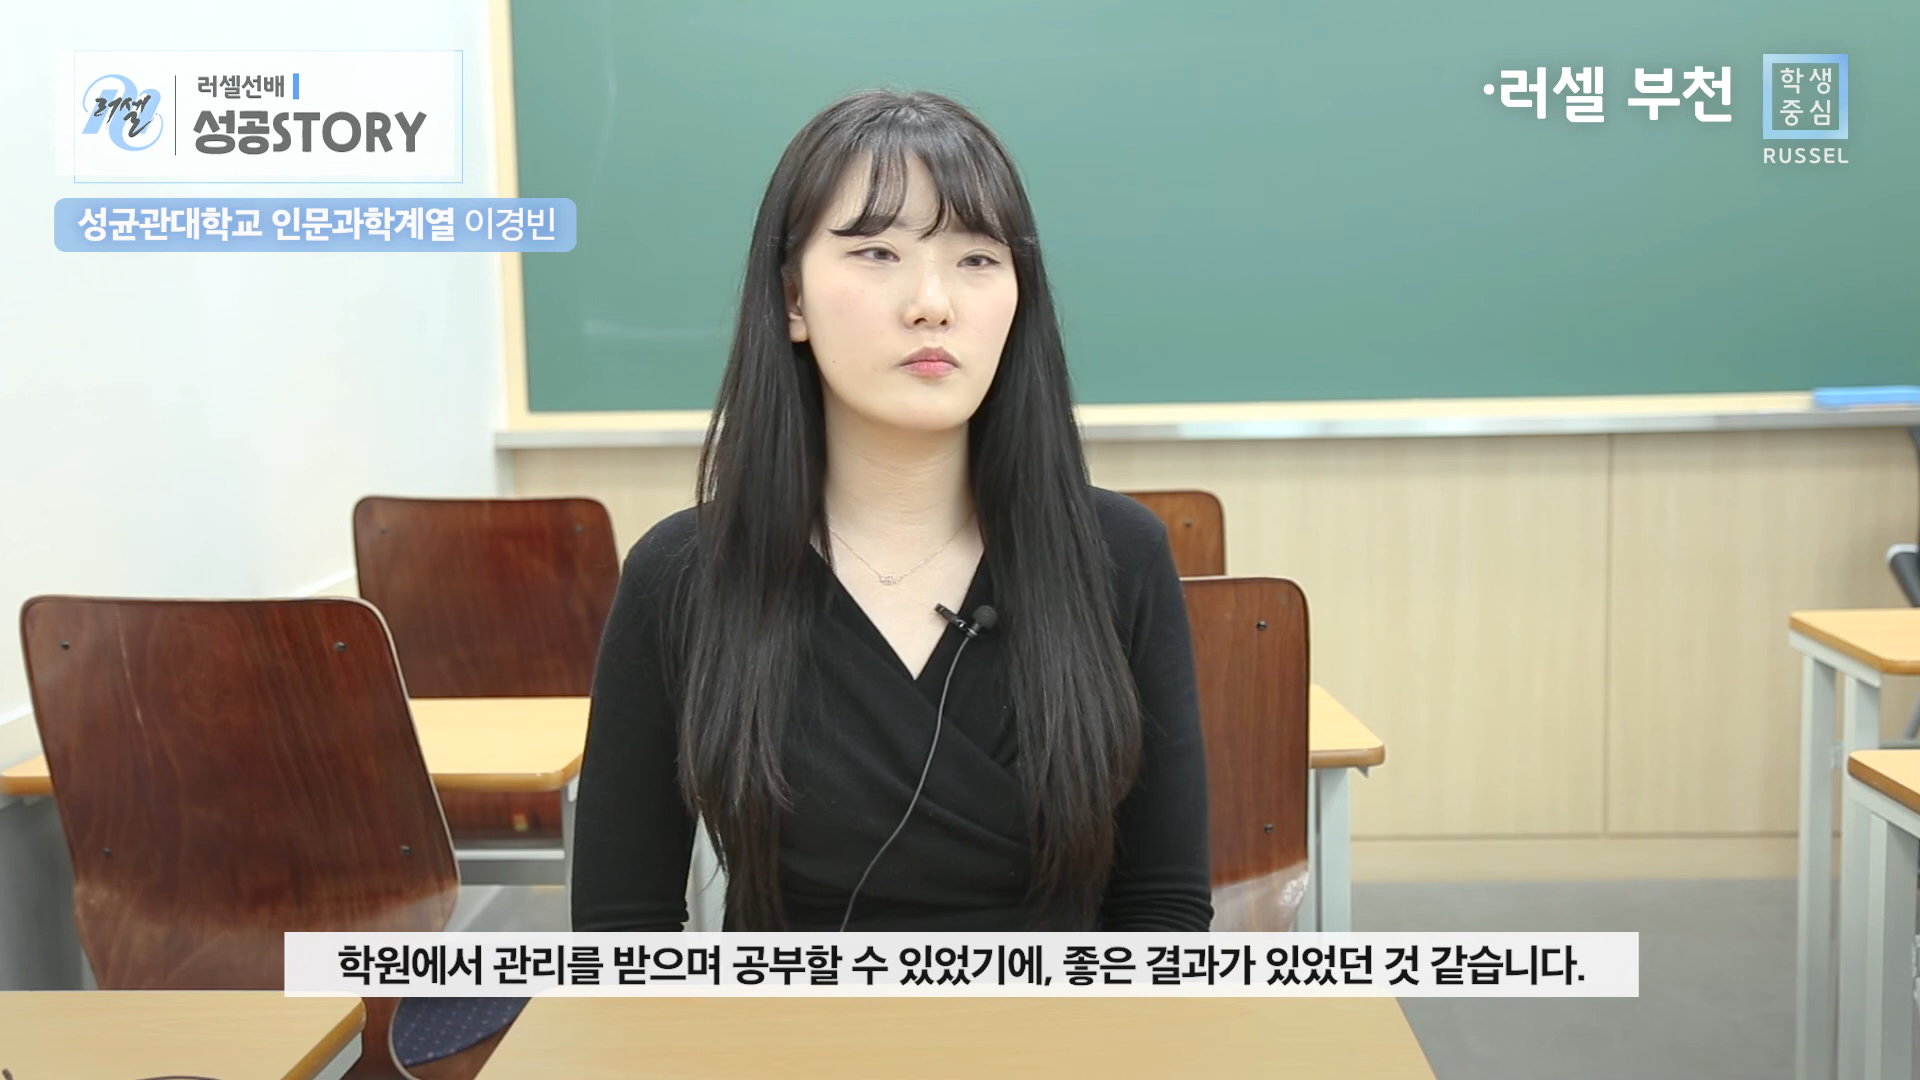 러셀
러셀선배
성공STORY
성균관대학교 인문과학계열 이경빈
·러셀 부천
학생
중심
RUSSEL
학원에서 관리를 받으며 공부할 수 있었기에, 좋은 결과가 있었던 것 같습니다.